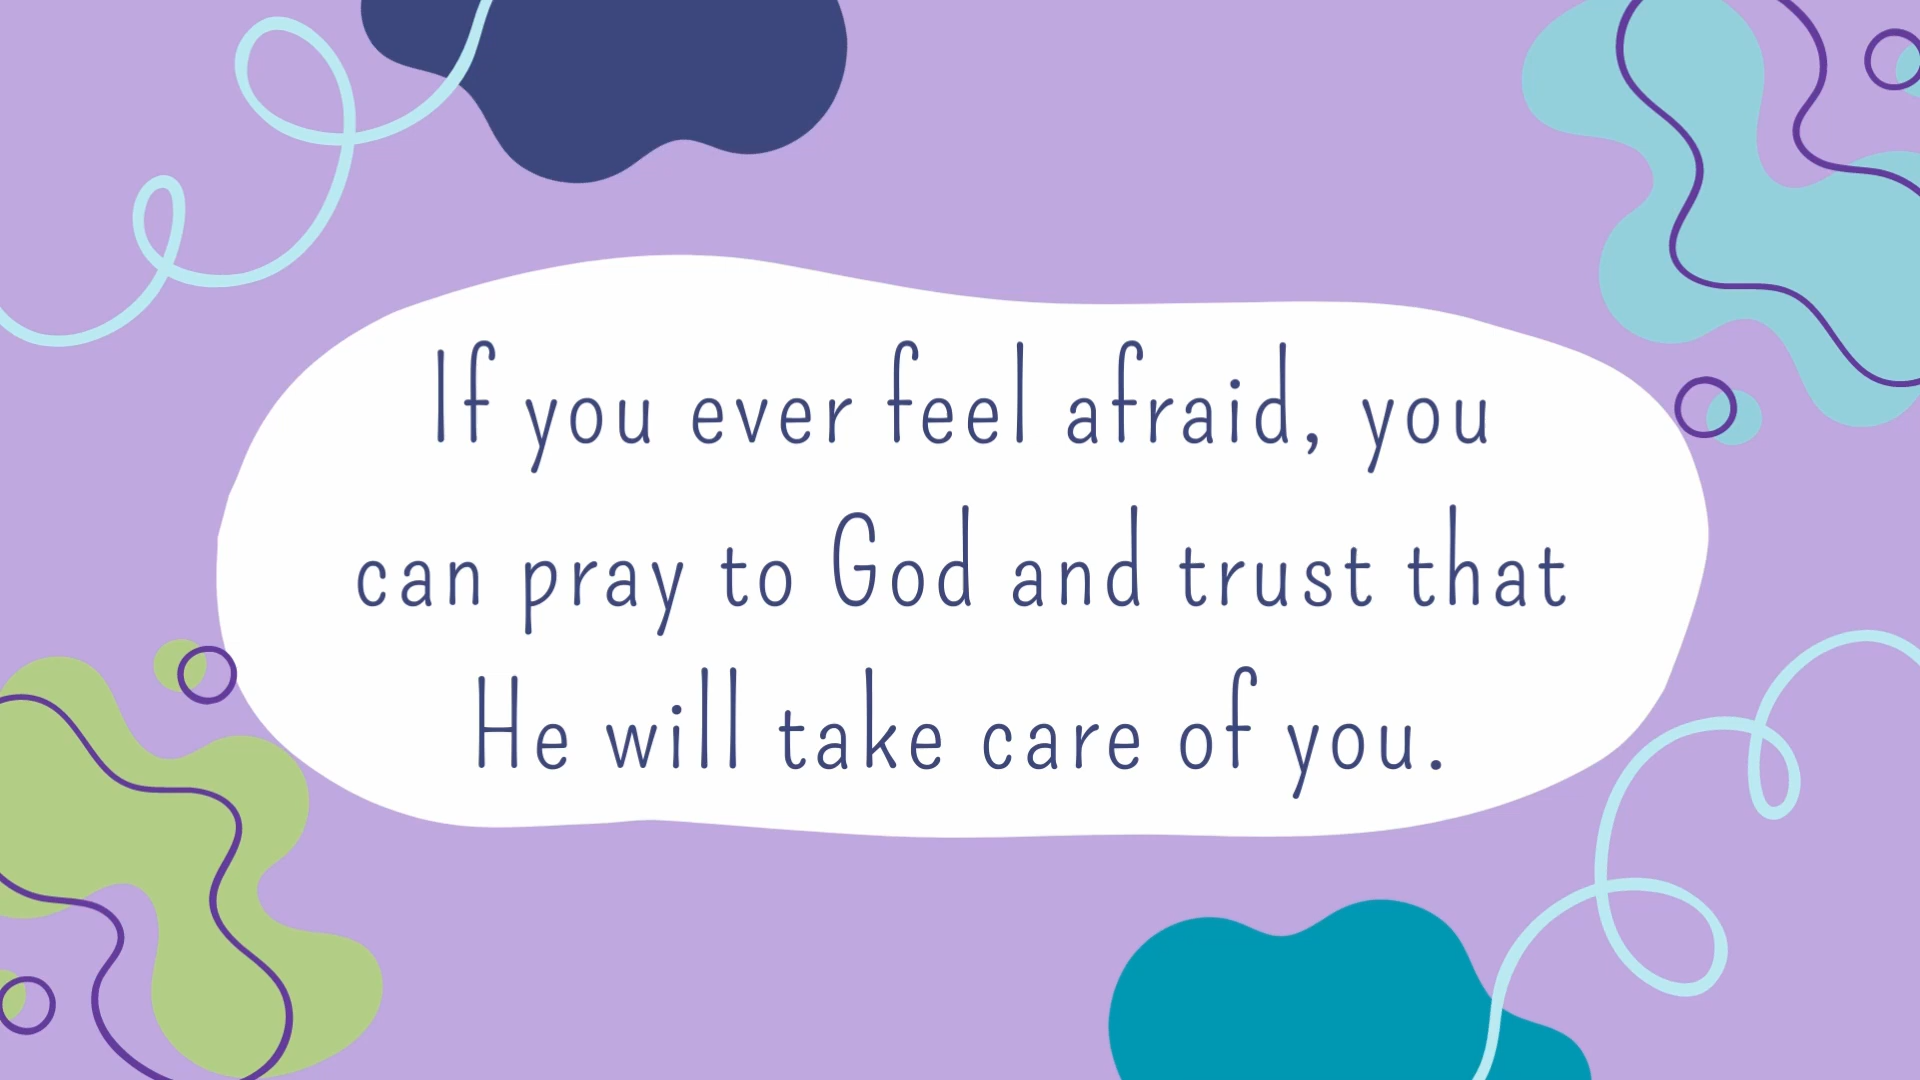 If you ever feel afraid, you
can pray to God and trust that
He will take care of you.